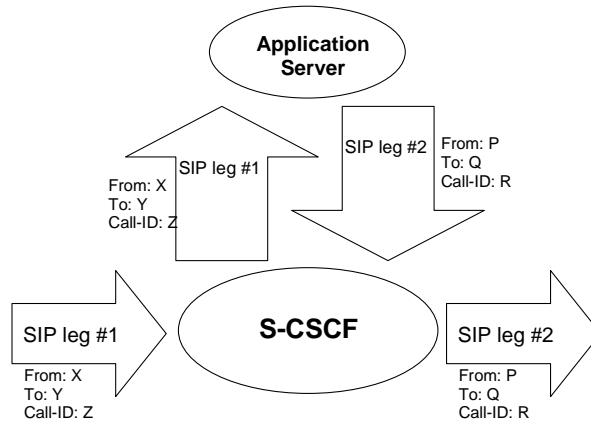 Application
Server
SIP leg #1
From: X
To: Y
Call-ID: Z
SIP leg #2
From: P
To: Q
Call-ID: R
S-CSCF
SIP leg #1
From: X
To: Y
Call-ID: Z
SIP leg #2
From: P
To: Q
Call-ID: R